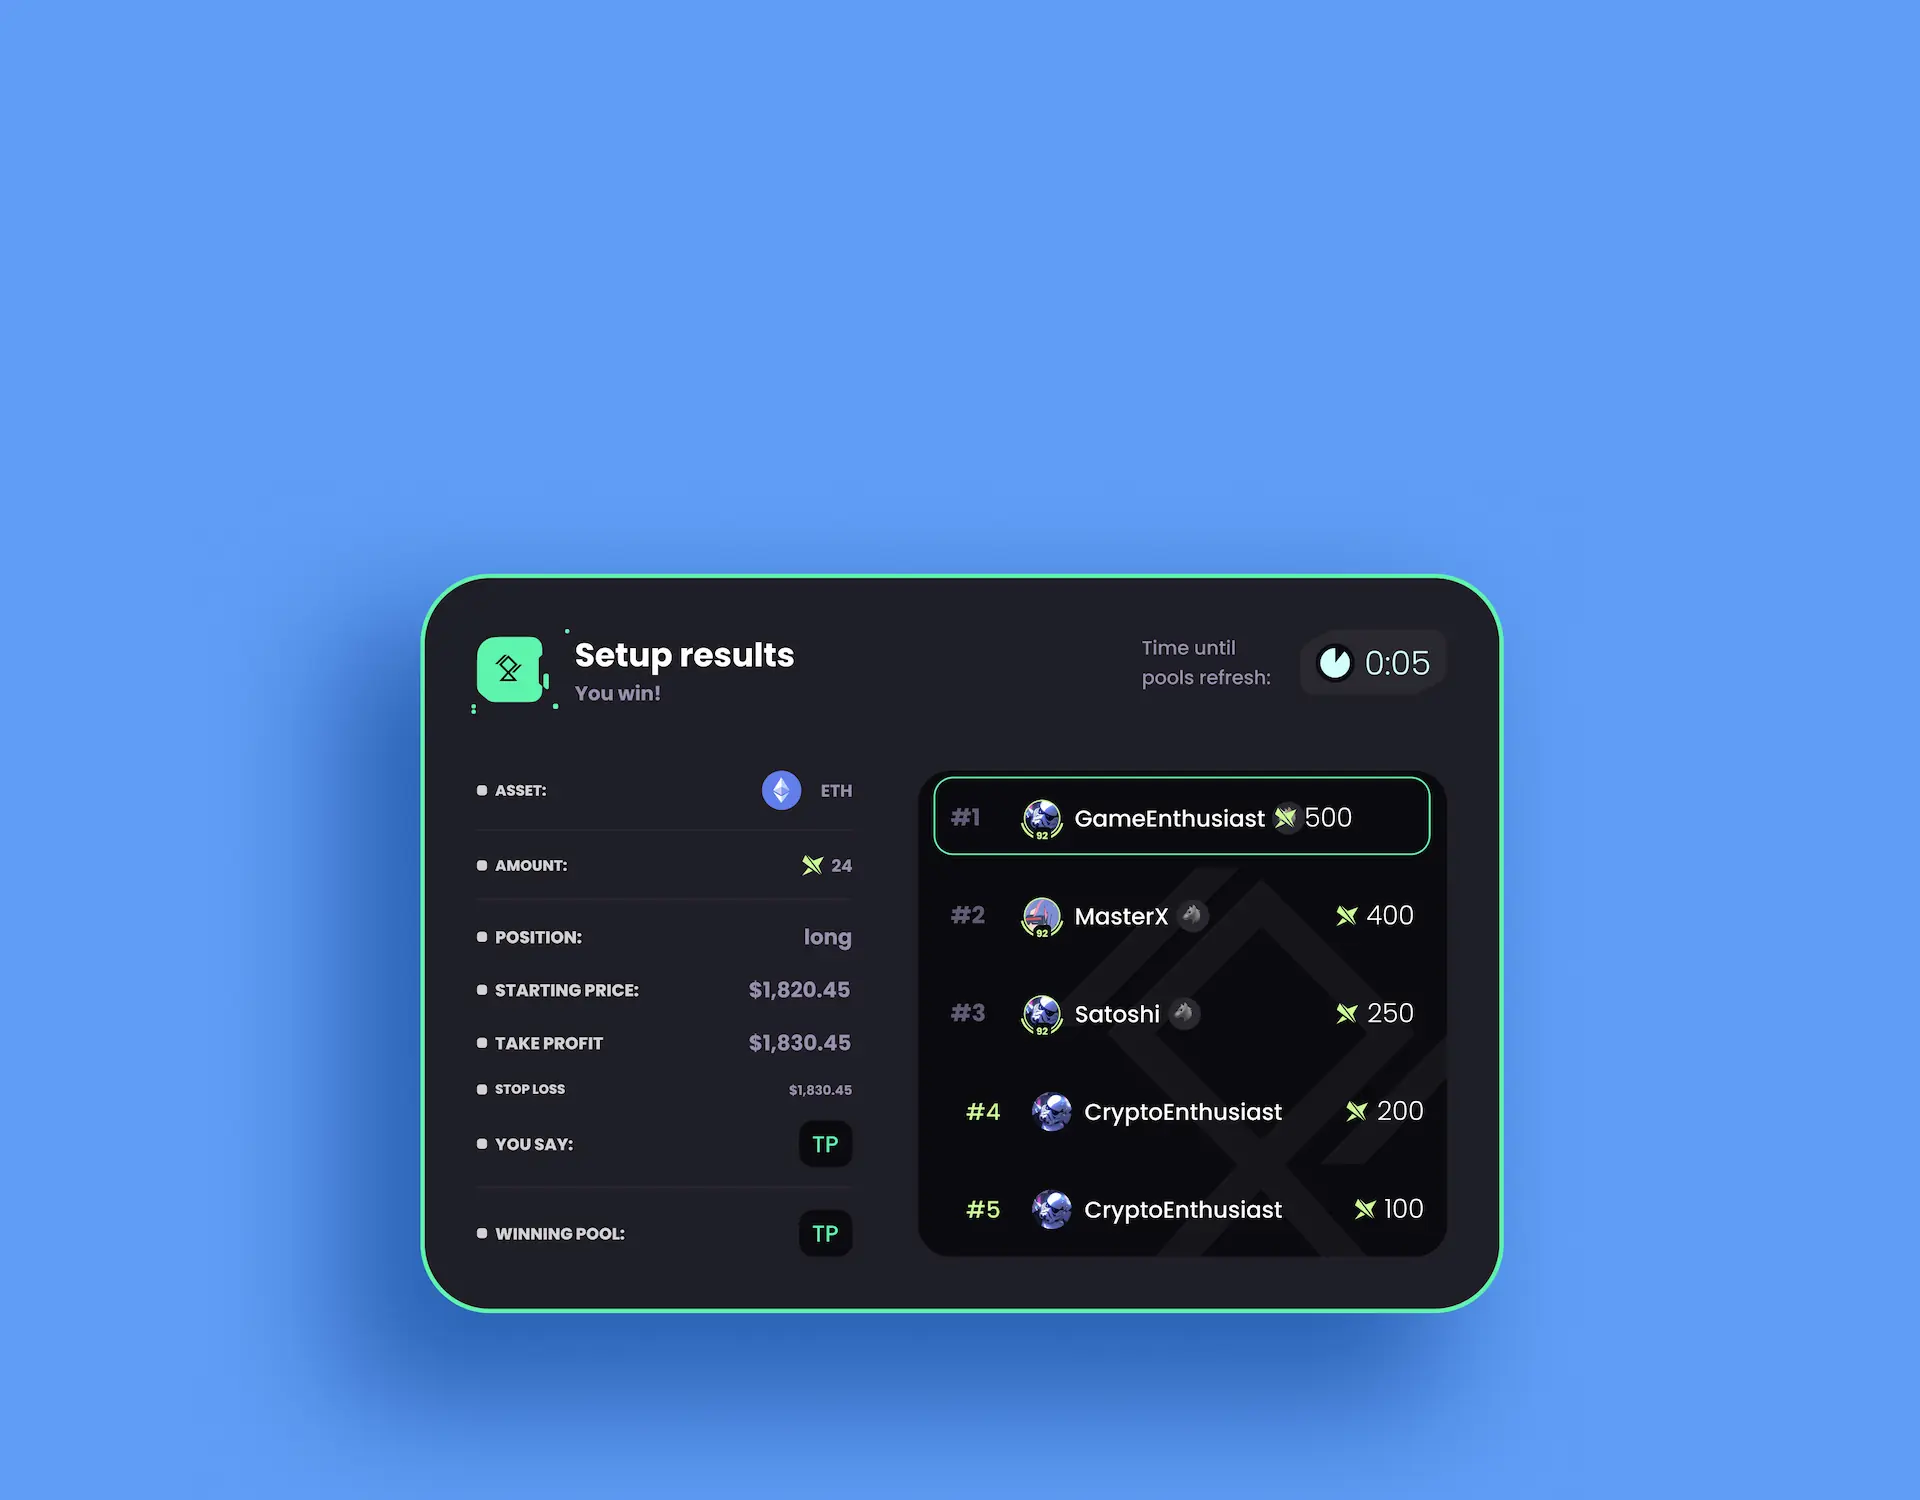 Setup results
You win!
Time until
pools refresh:
0:05
ASSET:
ETH
AMOUNT:
24
POSITION:
long
STARTING PRICE:
$1,820.45
TAKE PROFIT
$1,830.45
STOP LOSS
$1,830.45
YOU SAY:
TP
WINNING POOL:
TP
#1 GameEnthusiast 500
92
#2 MasterX 400
92
#3 Satoshi 250
92
#4 CryptoEnthusiast 200
#5 CryptoEnthusiast 100